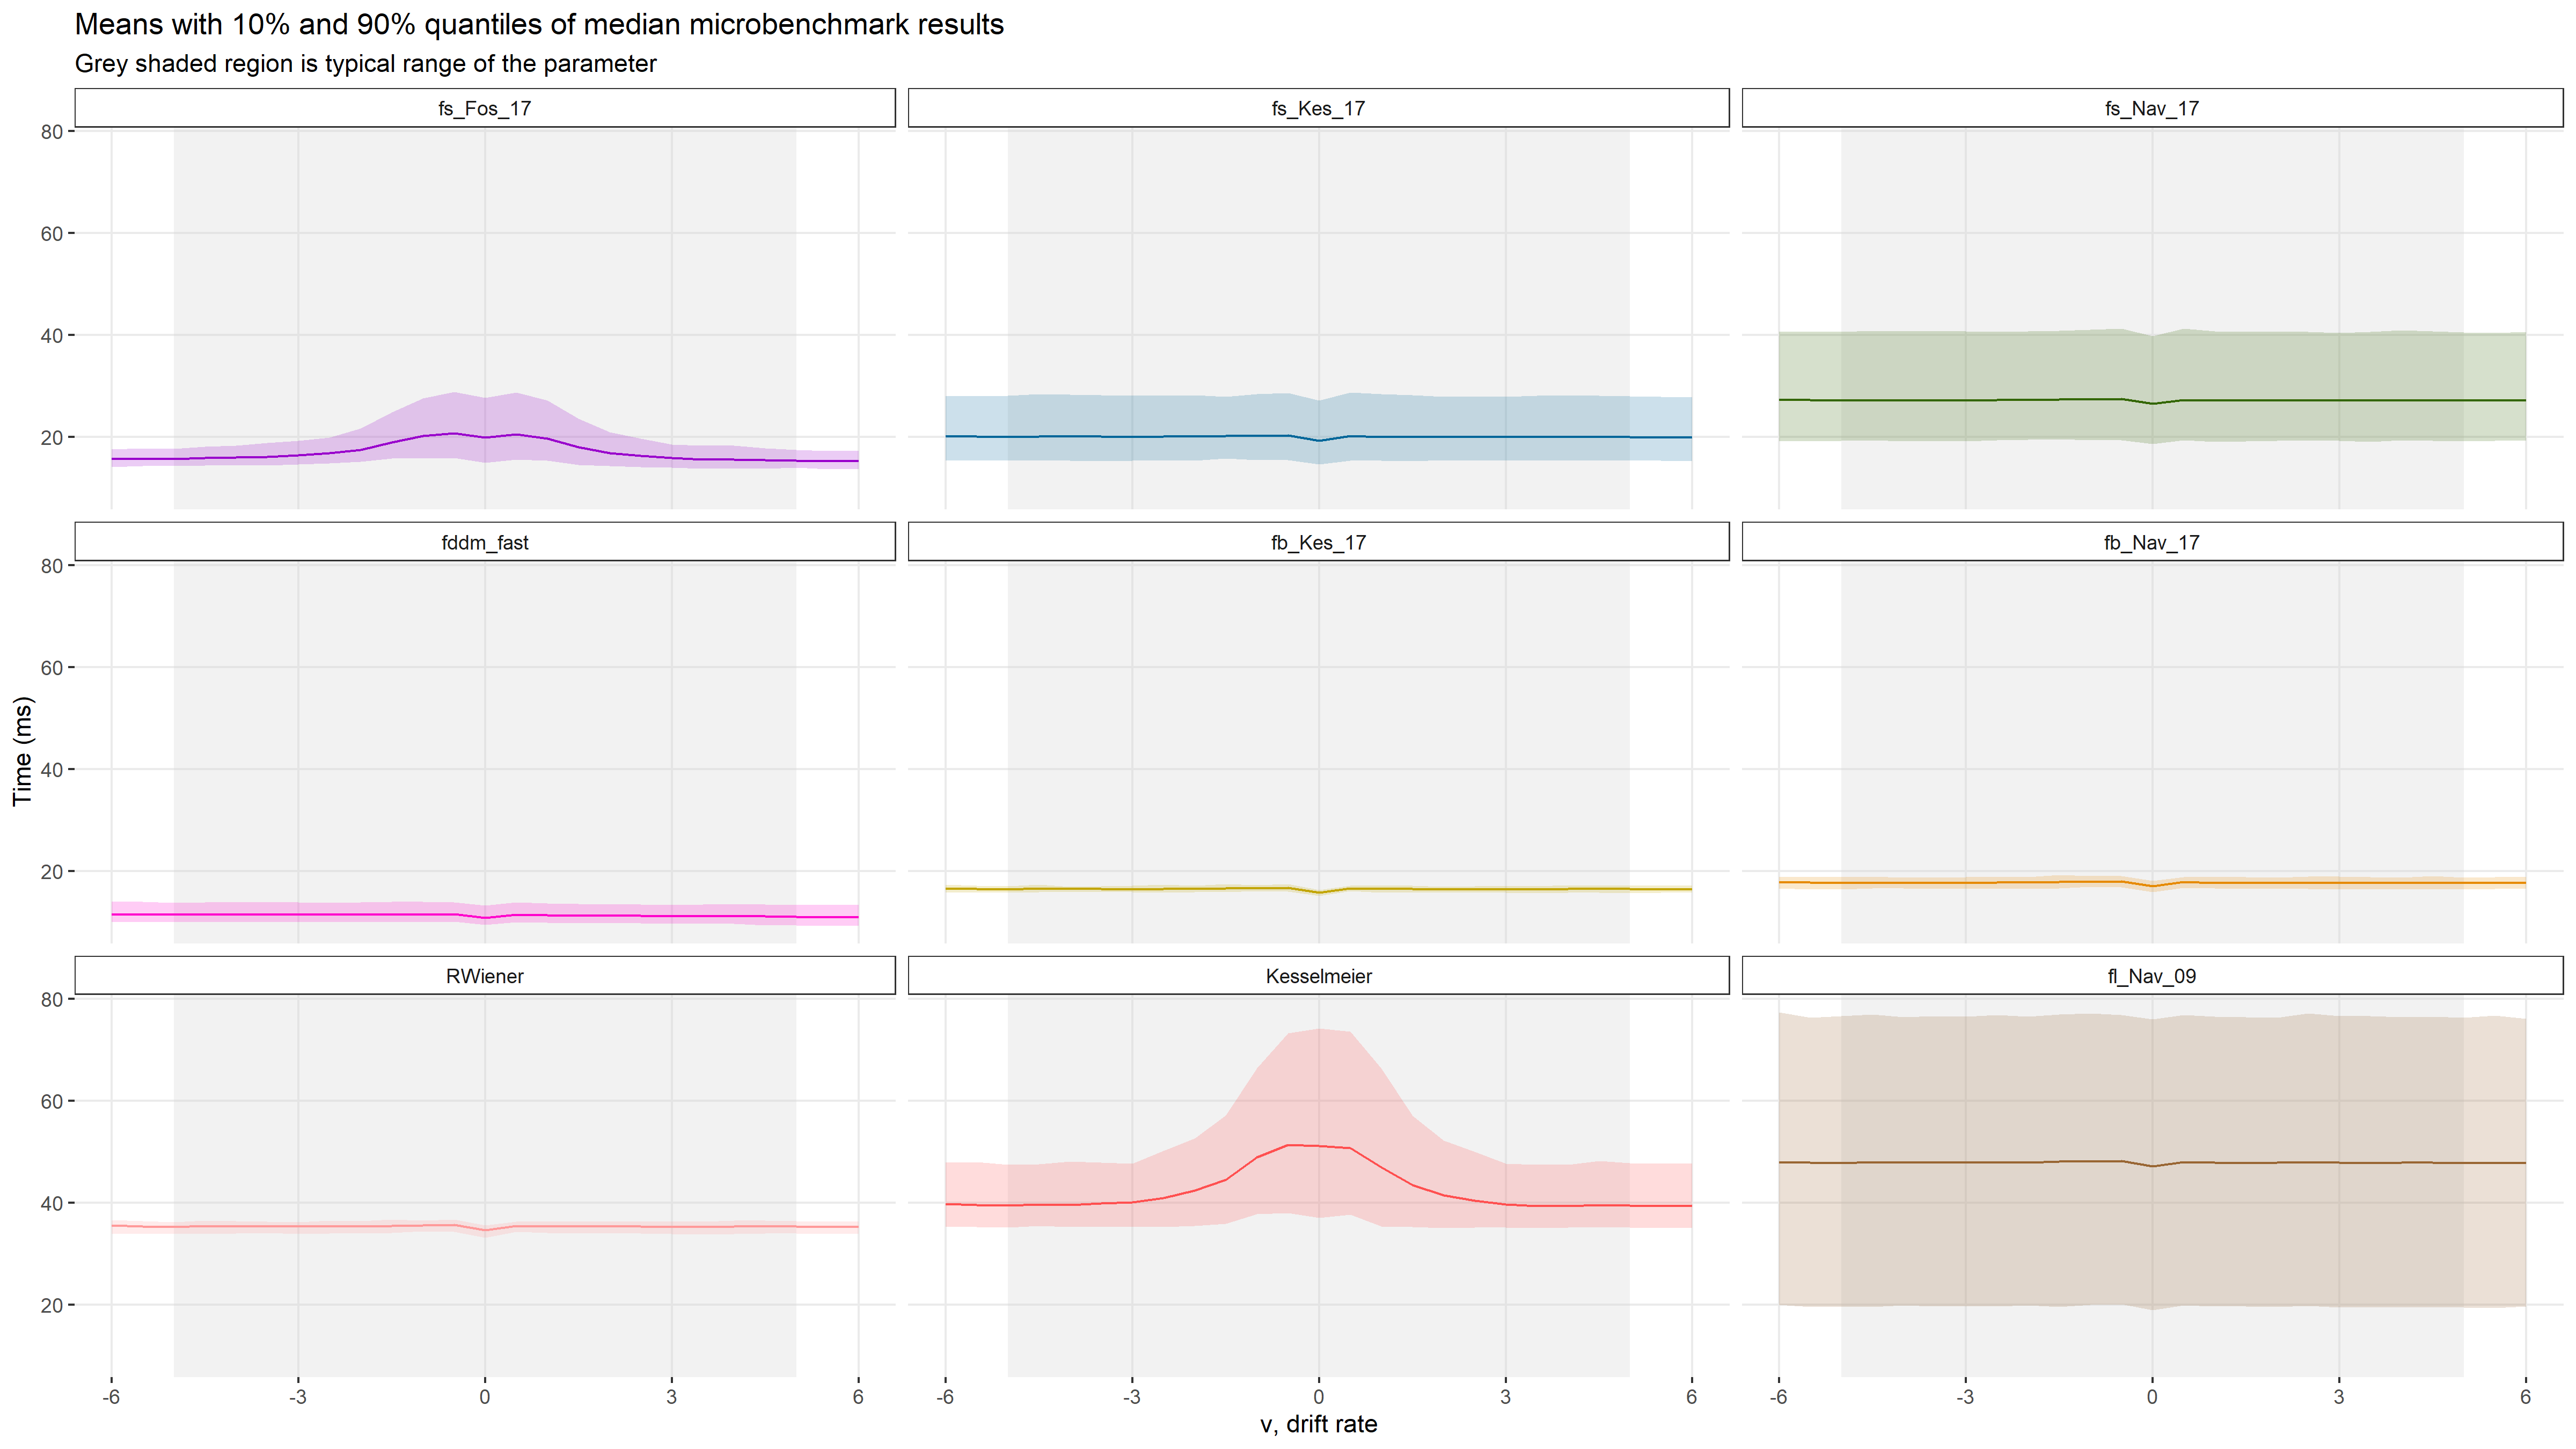 Means with 10% and 90% quantiles of median microbenchmark results
Grey shaded region is typical range of the parameter
fs_Fos_17 fs_Kes_17 fs_Nav_17
80
60
40
20
fddm_fast fb_Kes_17 fb_Nav_17
80
60
40
20
Time (ms)
RWiener Kesselmeier fl_Nav_09
80
60
40
20
-6 -3 0 3 6 -6 -3 0 3 6 -6 -3 0 3 6
v, drift rate